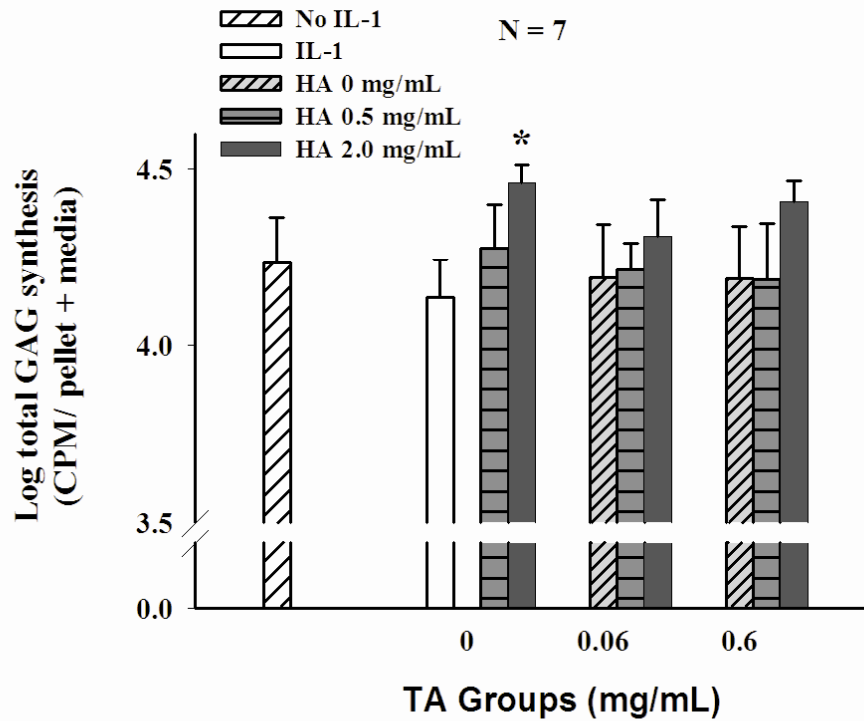 No IL-1
IL-1
HA 0 mg/mL
HA 0.5 mg/mL
HA 2.0 mg/mL
N = 7
*
Log total GAG synthesis
(CPM/ pellet + media)
4.5
4.0
3.5
0.0
0 0.06 0.6
TA Groups (mg/mL)